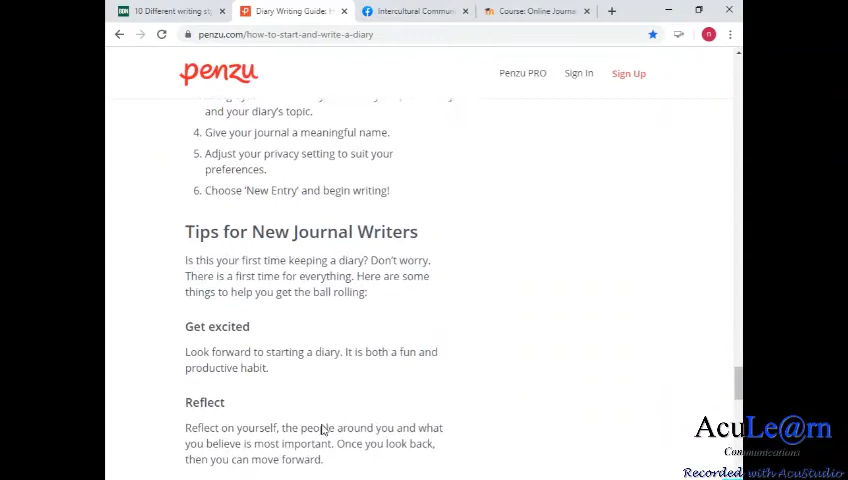 10 Different writing st
Diary Writing Guide: H
Intercultural Commun
Course: Online Journa
penzu.com/how-to-start-and-write-a-diary
n
penzu
Penzu PRO
Sign In
Sign Up
and your diary's topic.
4. Give your journal a meaningful name.
5. Adjust your privacy setting to suit your
preferences.
6. Choose 'New Entry' and begin writing!
Tips for New Journal Writers
Is this your first time keeping a diary? Don't worry.
There is a first time for everything. Here are some
things to help you get the ball rolling:
Get excited
Look forward to starting a diary. It is both a fun and
productive habit.
Reflect
Reflect on yourself, the people around you and what
you believe is most important. Once you look back,
then you can move forward.
AcuLe@rn
Communications
Recorded with AcuStudio